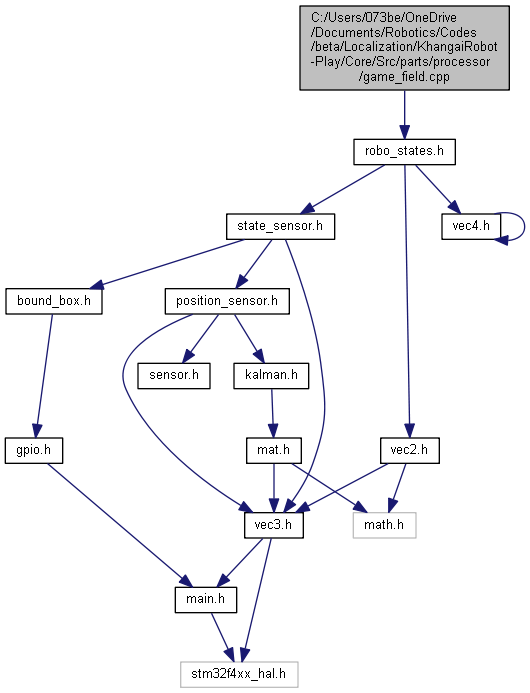 C:/Users/073be/OneDrive
/Documents/Robotics/Codes
/beta/Localization/KhangaiRobot
-Play/Core/Src/parts/processor
/game_field.cpp
robo_states.h
state_sensor.h
vec4.h
bound_box.h
position_sensor.h
sensor.h
kalman.h
gpio.h
mat.h
vec2.h
vec3.h
math.h
main.h
stm32f4xx_hal.h